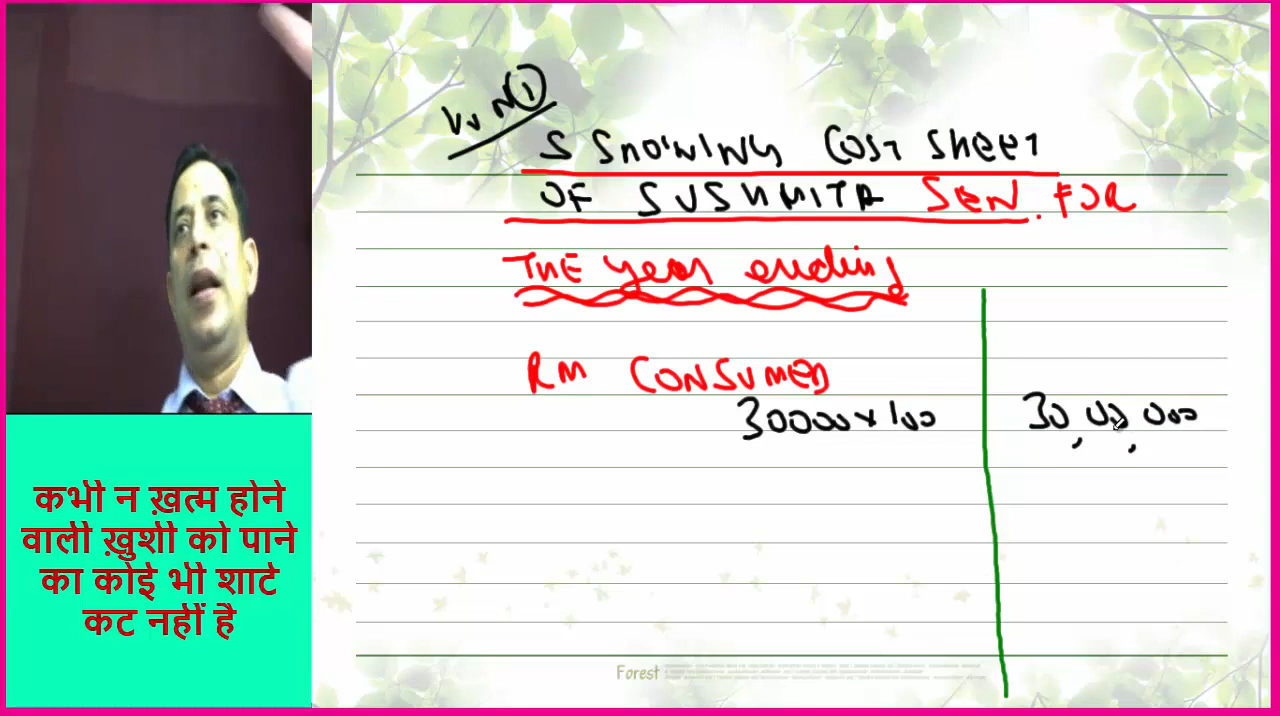 W N ①
S SHOWING COST SHEET
OF SUSHMITA SEN. FOR
THE year ending
RM CONSUMED
30000 x 100
30,00,000
कभी न ख़त्म होने
वाली ख़ुशी को पाने
का कोई भी शार्ट
कट नहीं है
Forest